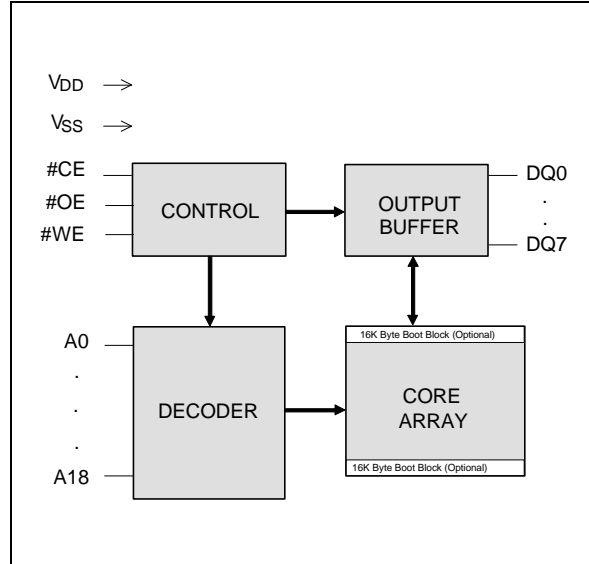 VDD
VSS
#CE
#OE
#WE
CONTROL
OUTPUT
BUFFER
DQ0
.
.
DQ7
A0
.
.
.
A18
DECODER
16K Byte Boot Block (Optional)
CORE
ARRAY
16K Byte Boot Block (Optional)